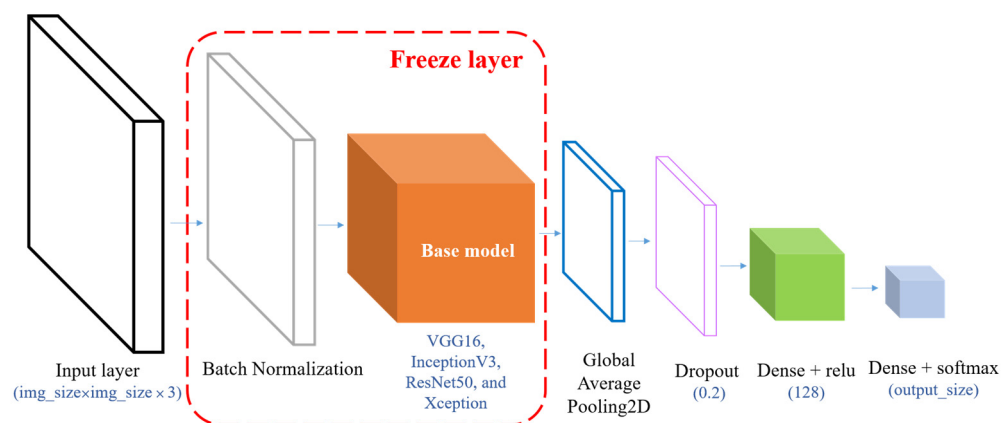 Freeze layer
Base model
Input layer
(img_size×img_size × 3)
Batch Normalization
VGG16,
InceptionV3,
ResNet50, and
Xception
Global
Average
Pooling2D
Dropout
(0.2)
Dense + relu
(128)
Dense + softmax
(output_size)